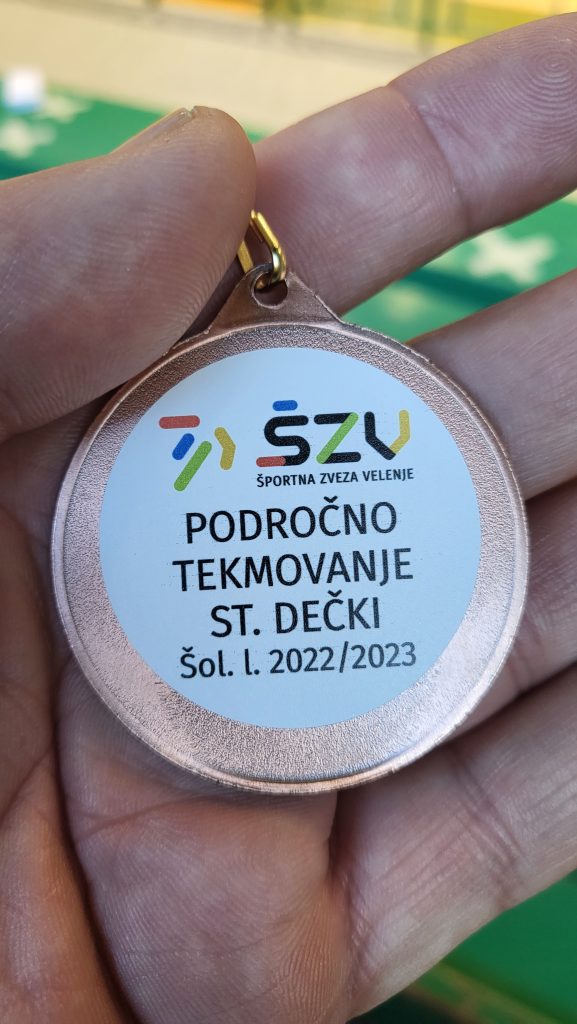 ŠZV
ŠPORTNA ZVEZA VELENJE
PODROČNO
TEKMOVANJE
ST. DEČKI
Šol. l. 2022/2023